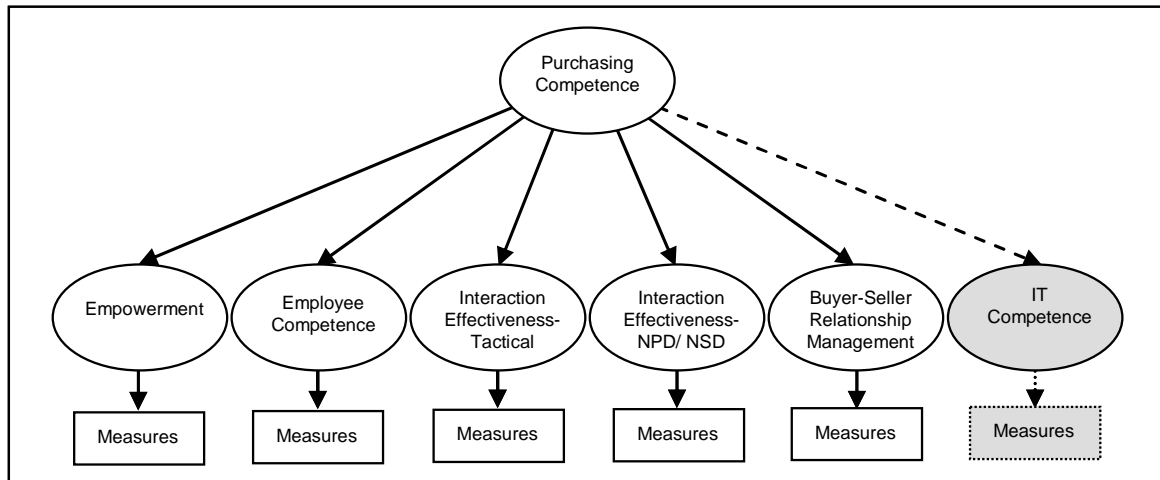 Purchasing
Competence
Empowerment
Employee
Competence
Interaction
Effectiveness-
Tactical
Interaction
Effectiveness-
NPD/ NSD
Buyer-Seller
Relationship
Management
IT
Competence
Measures
Measures
Measures
Measures
Measures
Measures